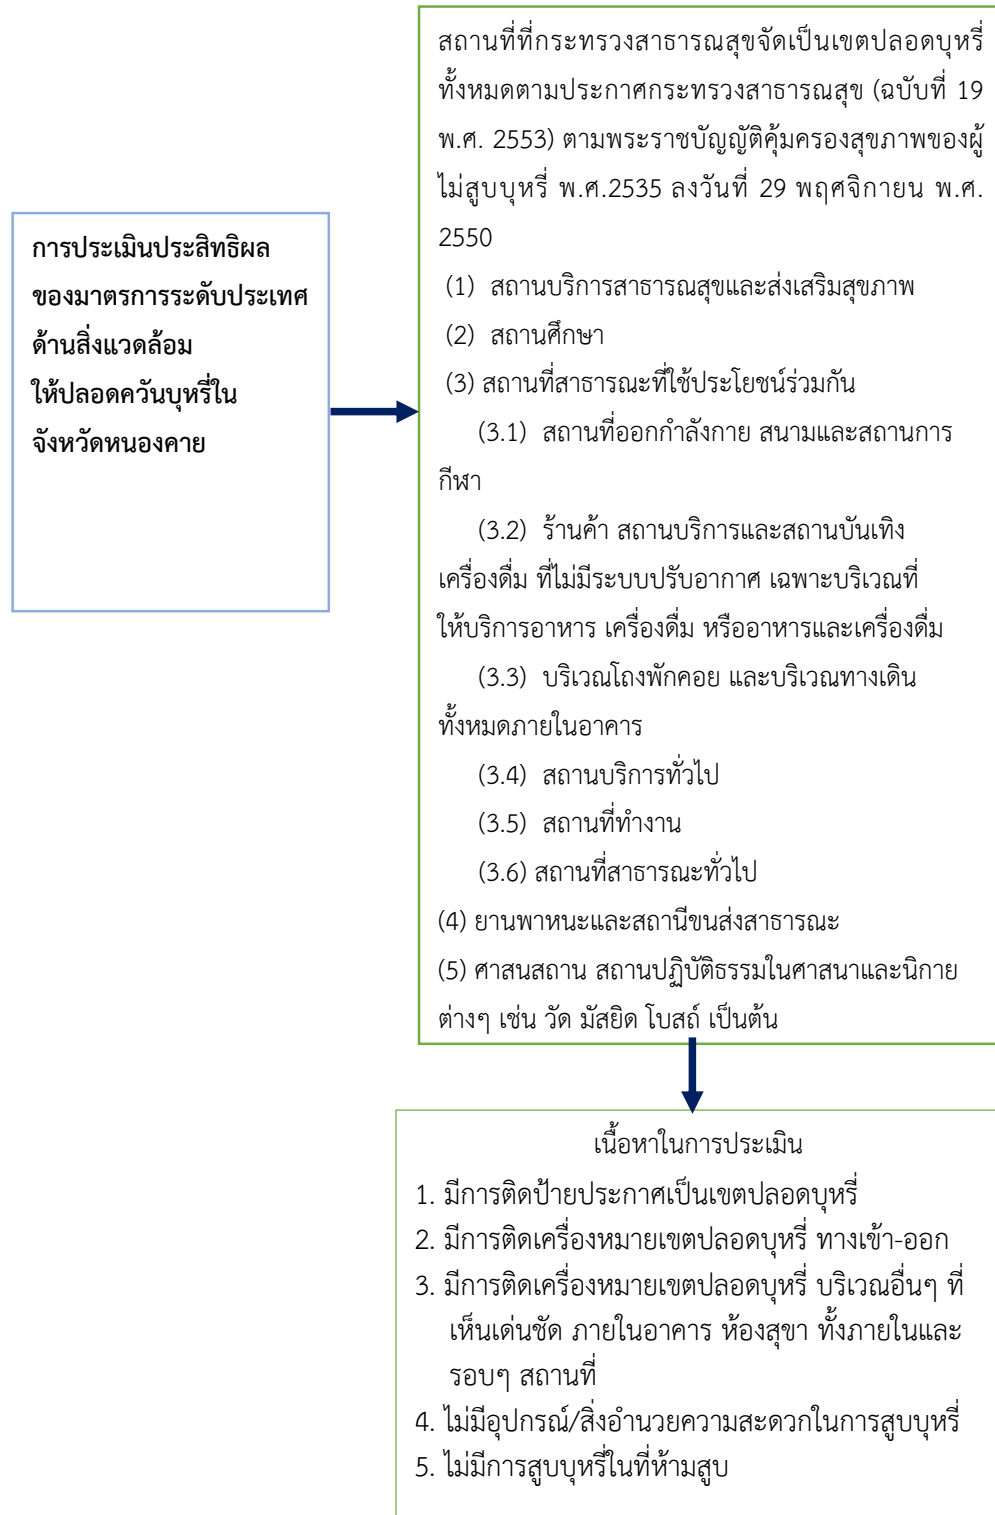 การประเมินประสิทธิผล
ของมาตรการระดับประเทศ
ด้านสิ่งแวดล้อม
ให้ปลอดควันบุหรี่ใน
จังหวัดหนองคาย
สถานที่ที่กระทรวงสาธารณสุขจัดเป็นเขตปลอดบุหรี่
ทั้งหมดตามประกาศกระทรวงสาธารณสุข (ฉบับที่ 19
พ.ศ. 2553) ตามพระราชบัญญัติคุ้มครองสุขภาพของผู้
ไม่สูบบุหรี่ พ.ศ.2535 ลงวันที่ 29 พฤศจิกายน พ.ศ.
2550
(1) สถานบริการสาธารณสุขและส่งเสริมสุขภาพ
(2) สถานศึกษา
(3) สถานที่สาธารณะที่ใช้ประโยชน์ร่วมกัน
(3.1) สถานที่ออกกำลังกาย สนามและสถานการ
กีฬา
(3.2) ร้านค้า สถานบริการและสถานบันเทิง
เครื่องดื่ม ที่ไม่มีระบบปรับอากาศ เฉพาะบริเวณที่
ให้บริการอาหาร เครื่องดื่ม หรืออาหารและเครื่องดื่ม
(3.3) บริเวณโถงพักคอย และบริเวณทางเดิน
ทั้งหมดภายในอาคาร
(3.4) สถานบริการทั่วไป
(3.5) สถานที่ทำงาน
(3.6) สถานที่สาธารณะทั่วไป
(4) ยานพาหนะและสถานีขนส่งสาธารณะ
(5) ศาสนสถาน สถานปฏิบัติธรรมในศาสนาและนิกาย
ต่างๆ เช่น วัด มัสยิด โบสถ์ เป็นต้น
เนื้อหาในการประเมิน
1. มีการติดป้ายประกาศเป็นเขตปลอดบุหรี่
2. มีการติดเครื่องหมายเขตปลอดบุหรี่ ทางเข้า-ออก
3. มีการติดเครื่องหมายเขตปลอดบุหรี่ บริเวณอื่นๆ ที่
เห็นเด่นชัด ภายในอาคาร ห้องสุขา ทั้งภายในและ
รอบๆ สถานที่
4. ไม่มีอุปกรณ์/สิ่งอำนวยความสะดวกในการสูบบุหรี่
5. ไม่มีการสูบบุหรี่ในที่ห้ามสูบ